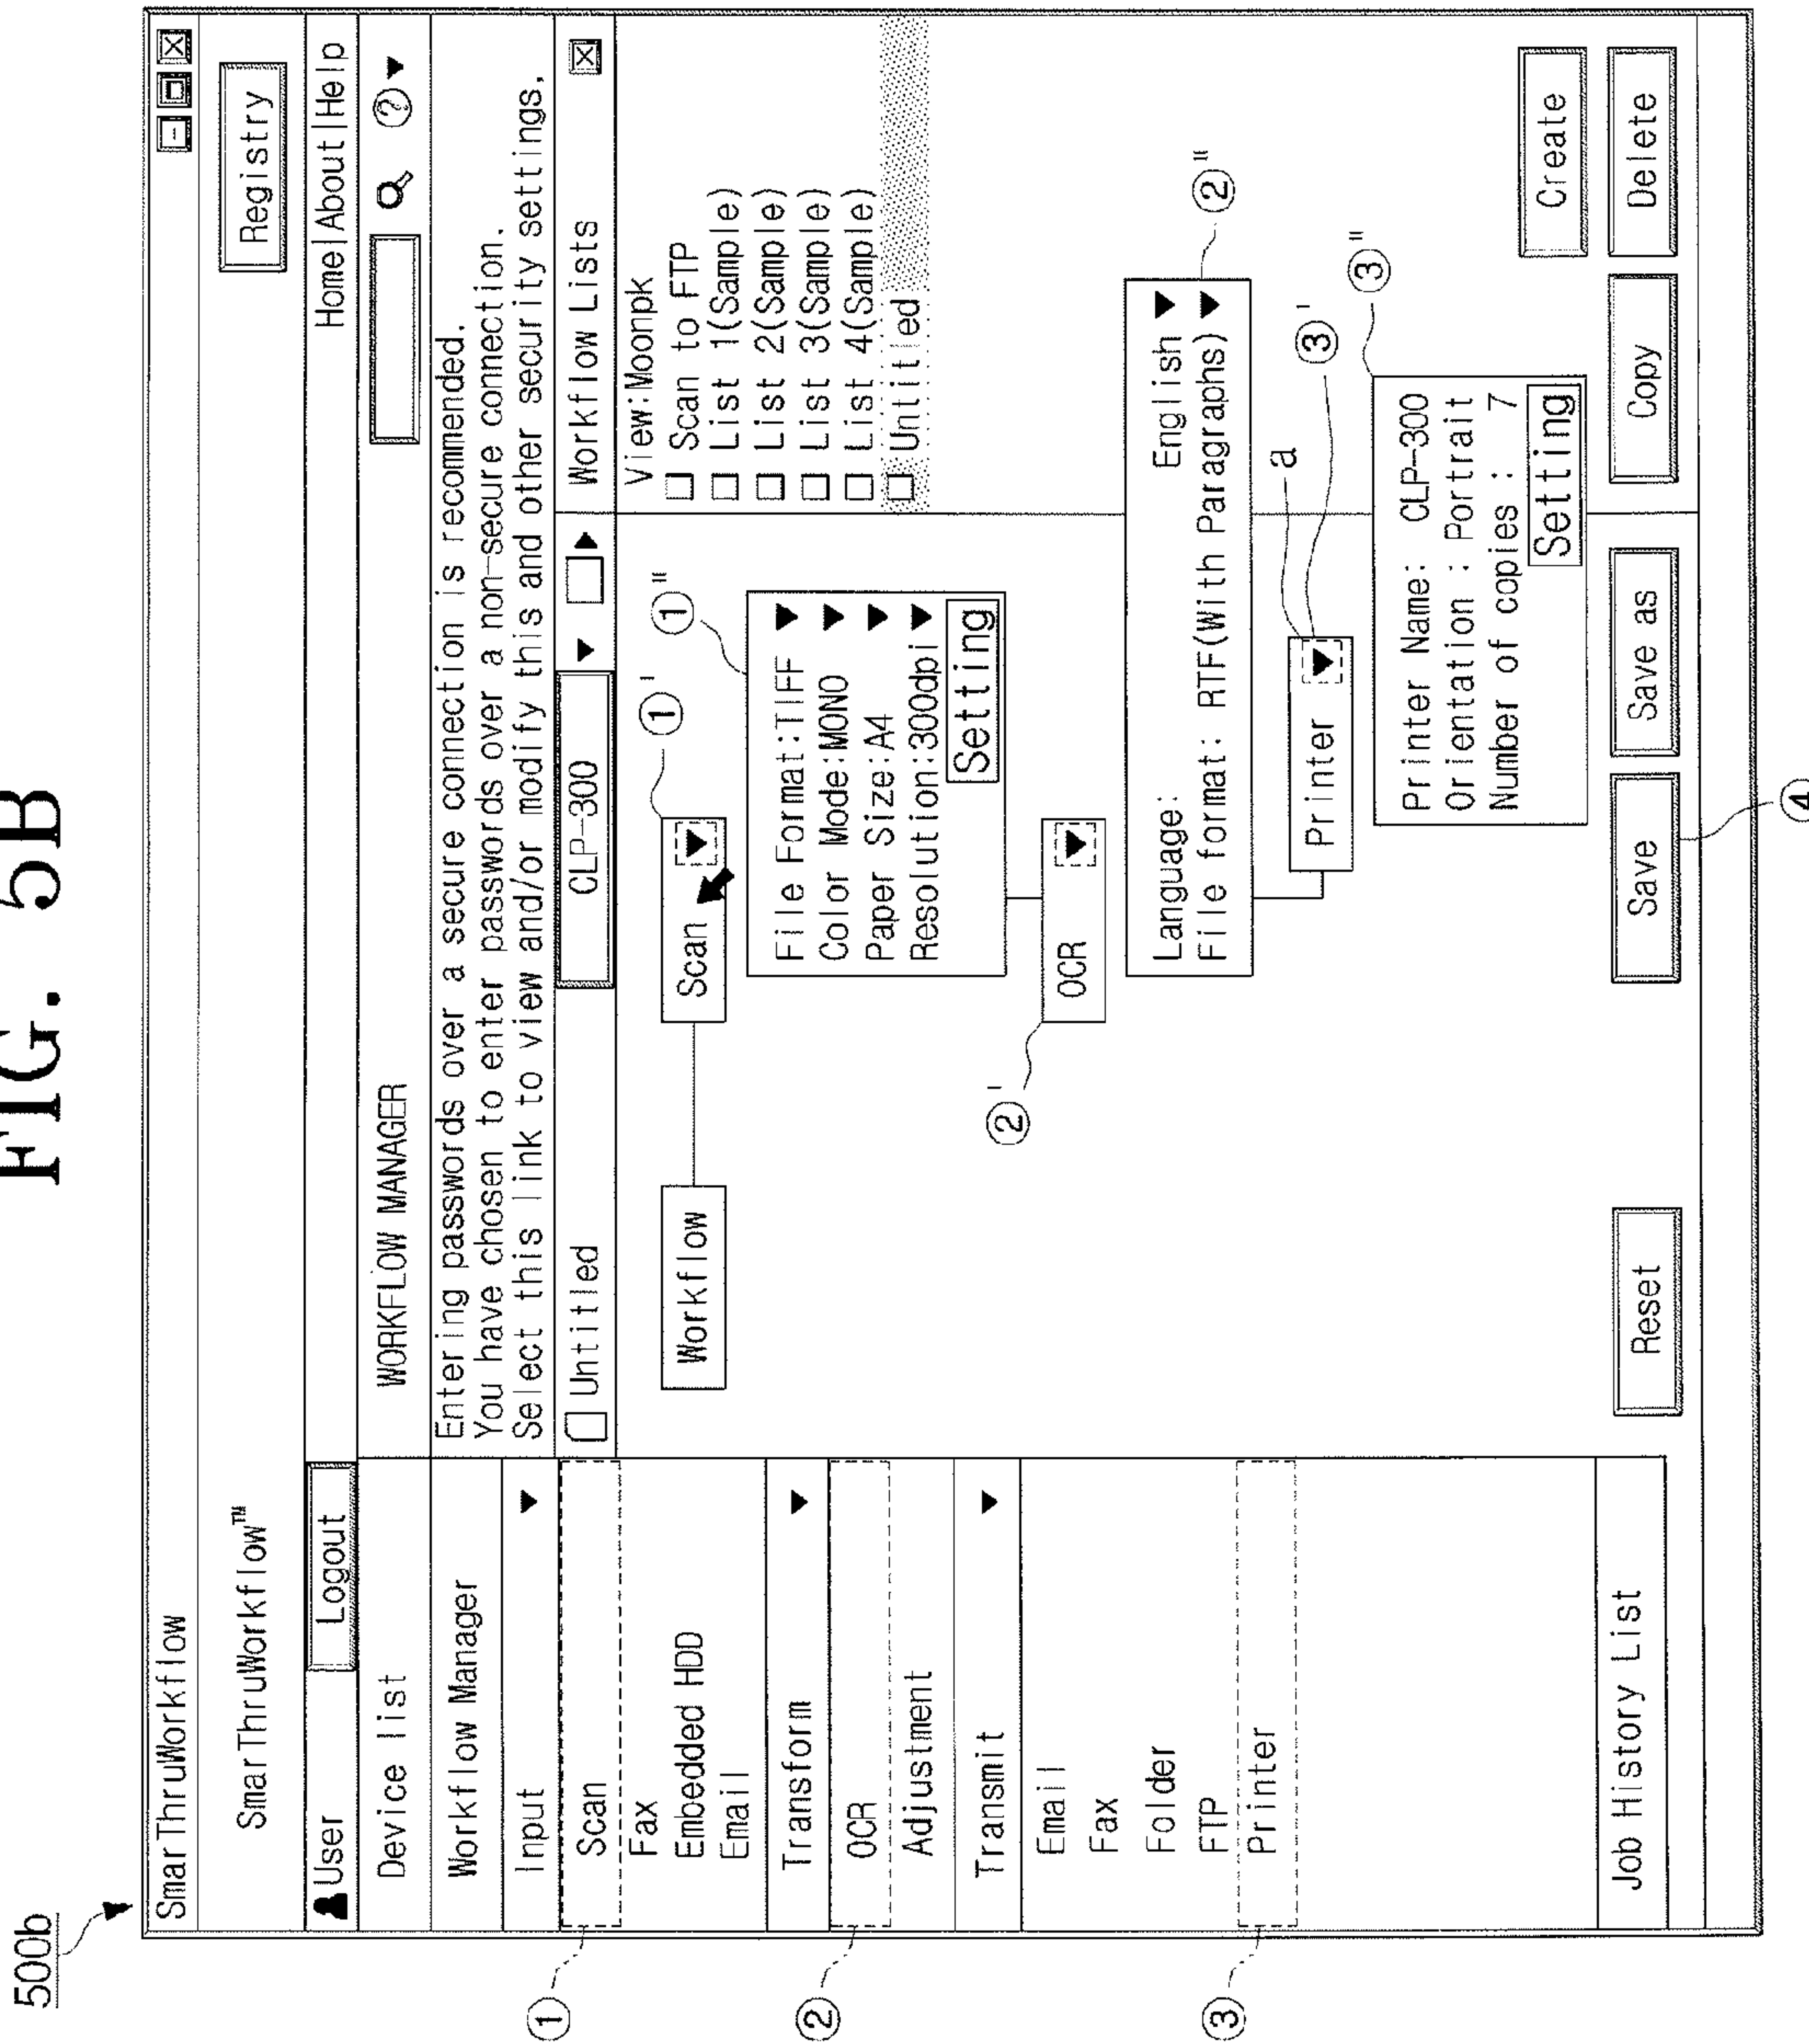 FIG. 5B
500b
SmarThruWorkflow
SmarThruWorkflow™
Registry
User
Logout
Home|About|Help
Device list
WORKFLOW MANAGER
?
Workflow Manager
Entering passwords over a secure connection is recommended.
You have chosen to enter passwords over a non-secure connection.
Select this link to view and/or modify this and other security settings.
Input
Scan
Fax
Embedded HDD
Email
Transform
OCR
Adjustment
Transmit
Email
Fax
Folder
FTP
Printer
Job History List
①
②
③
Untitled
CLP-300
Workflow Lists
Workflow
Scan
①'
①"
File Format:TIFF
Color Mode:MONO
Paper Size:A4
Resolution:300dpi
Setting
②'
OCR
②"
Language: English
File format: RTF(With Paragraphs)
Printer
a
③'
③"
Printer Name: CLP-300
Orientation : Portrait
Number of copies : 7
Setting
View:Moonpk
Scan to FTP
List 1(Sample)
List 2(Sample)
List 3(Sample)
List 4(Sample)
Untitled
Create
Reset
Save
Save as
Copy
Delete
④